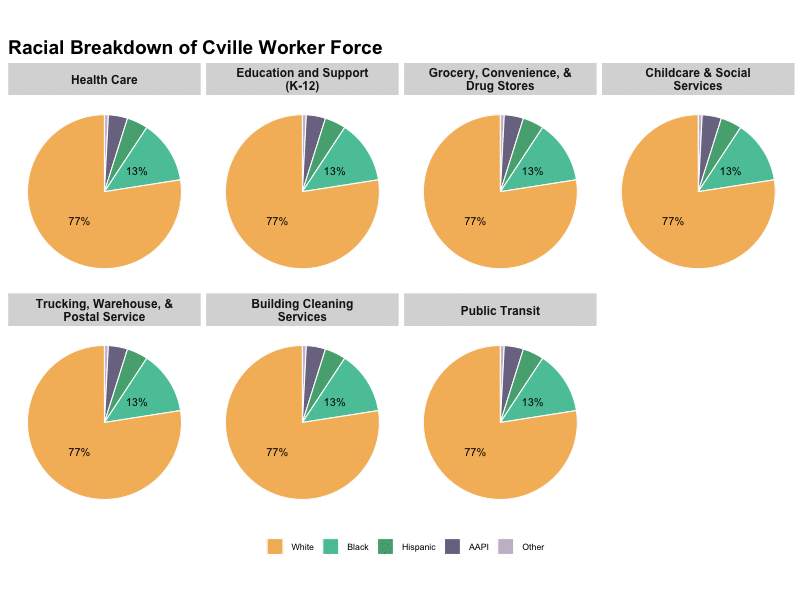 Racial Breakdown of Cville Worker Force
Health Care
Education and Support
(K-12)
Grocery, Convenience, &
Drug Stores
Childcare & Social
Services
13%
77%
13%
77%
13%
77%
13%
77%
Trucking, Warehouse, &
Postal Service
Building Cleaning
Services
Public Transit
13%
77%
13%
77%
13%
77%
White Black Hispanic AAPI Other